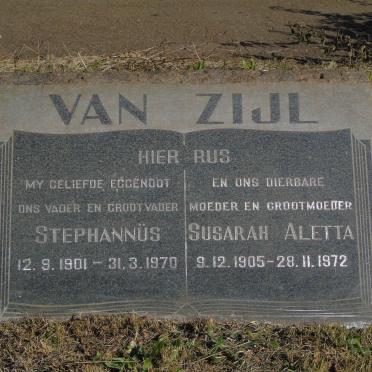 VAN ZIJL
HIER RUS
MY GELIEFDE EGGENOOT
ONS VADER EN GROOTVADER
STEPHANNÜS
12.9.1901 – 31.3.1970
EN ONS DIERBARE
MOEDER EN GROOTMOEDER
SUSARAH ALETTA
9.12.1905 – 28.11.1972